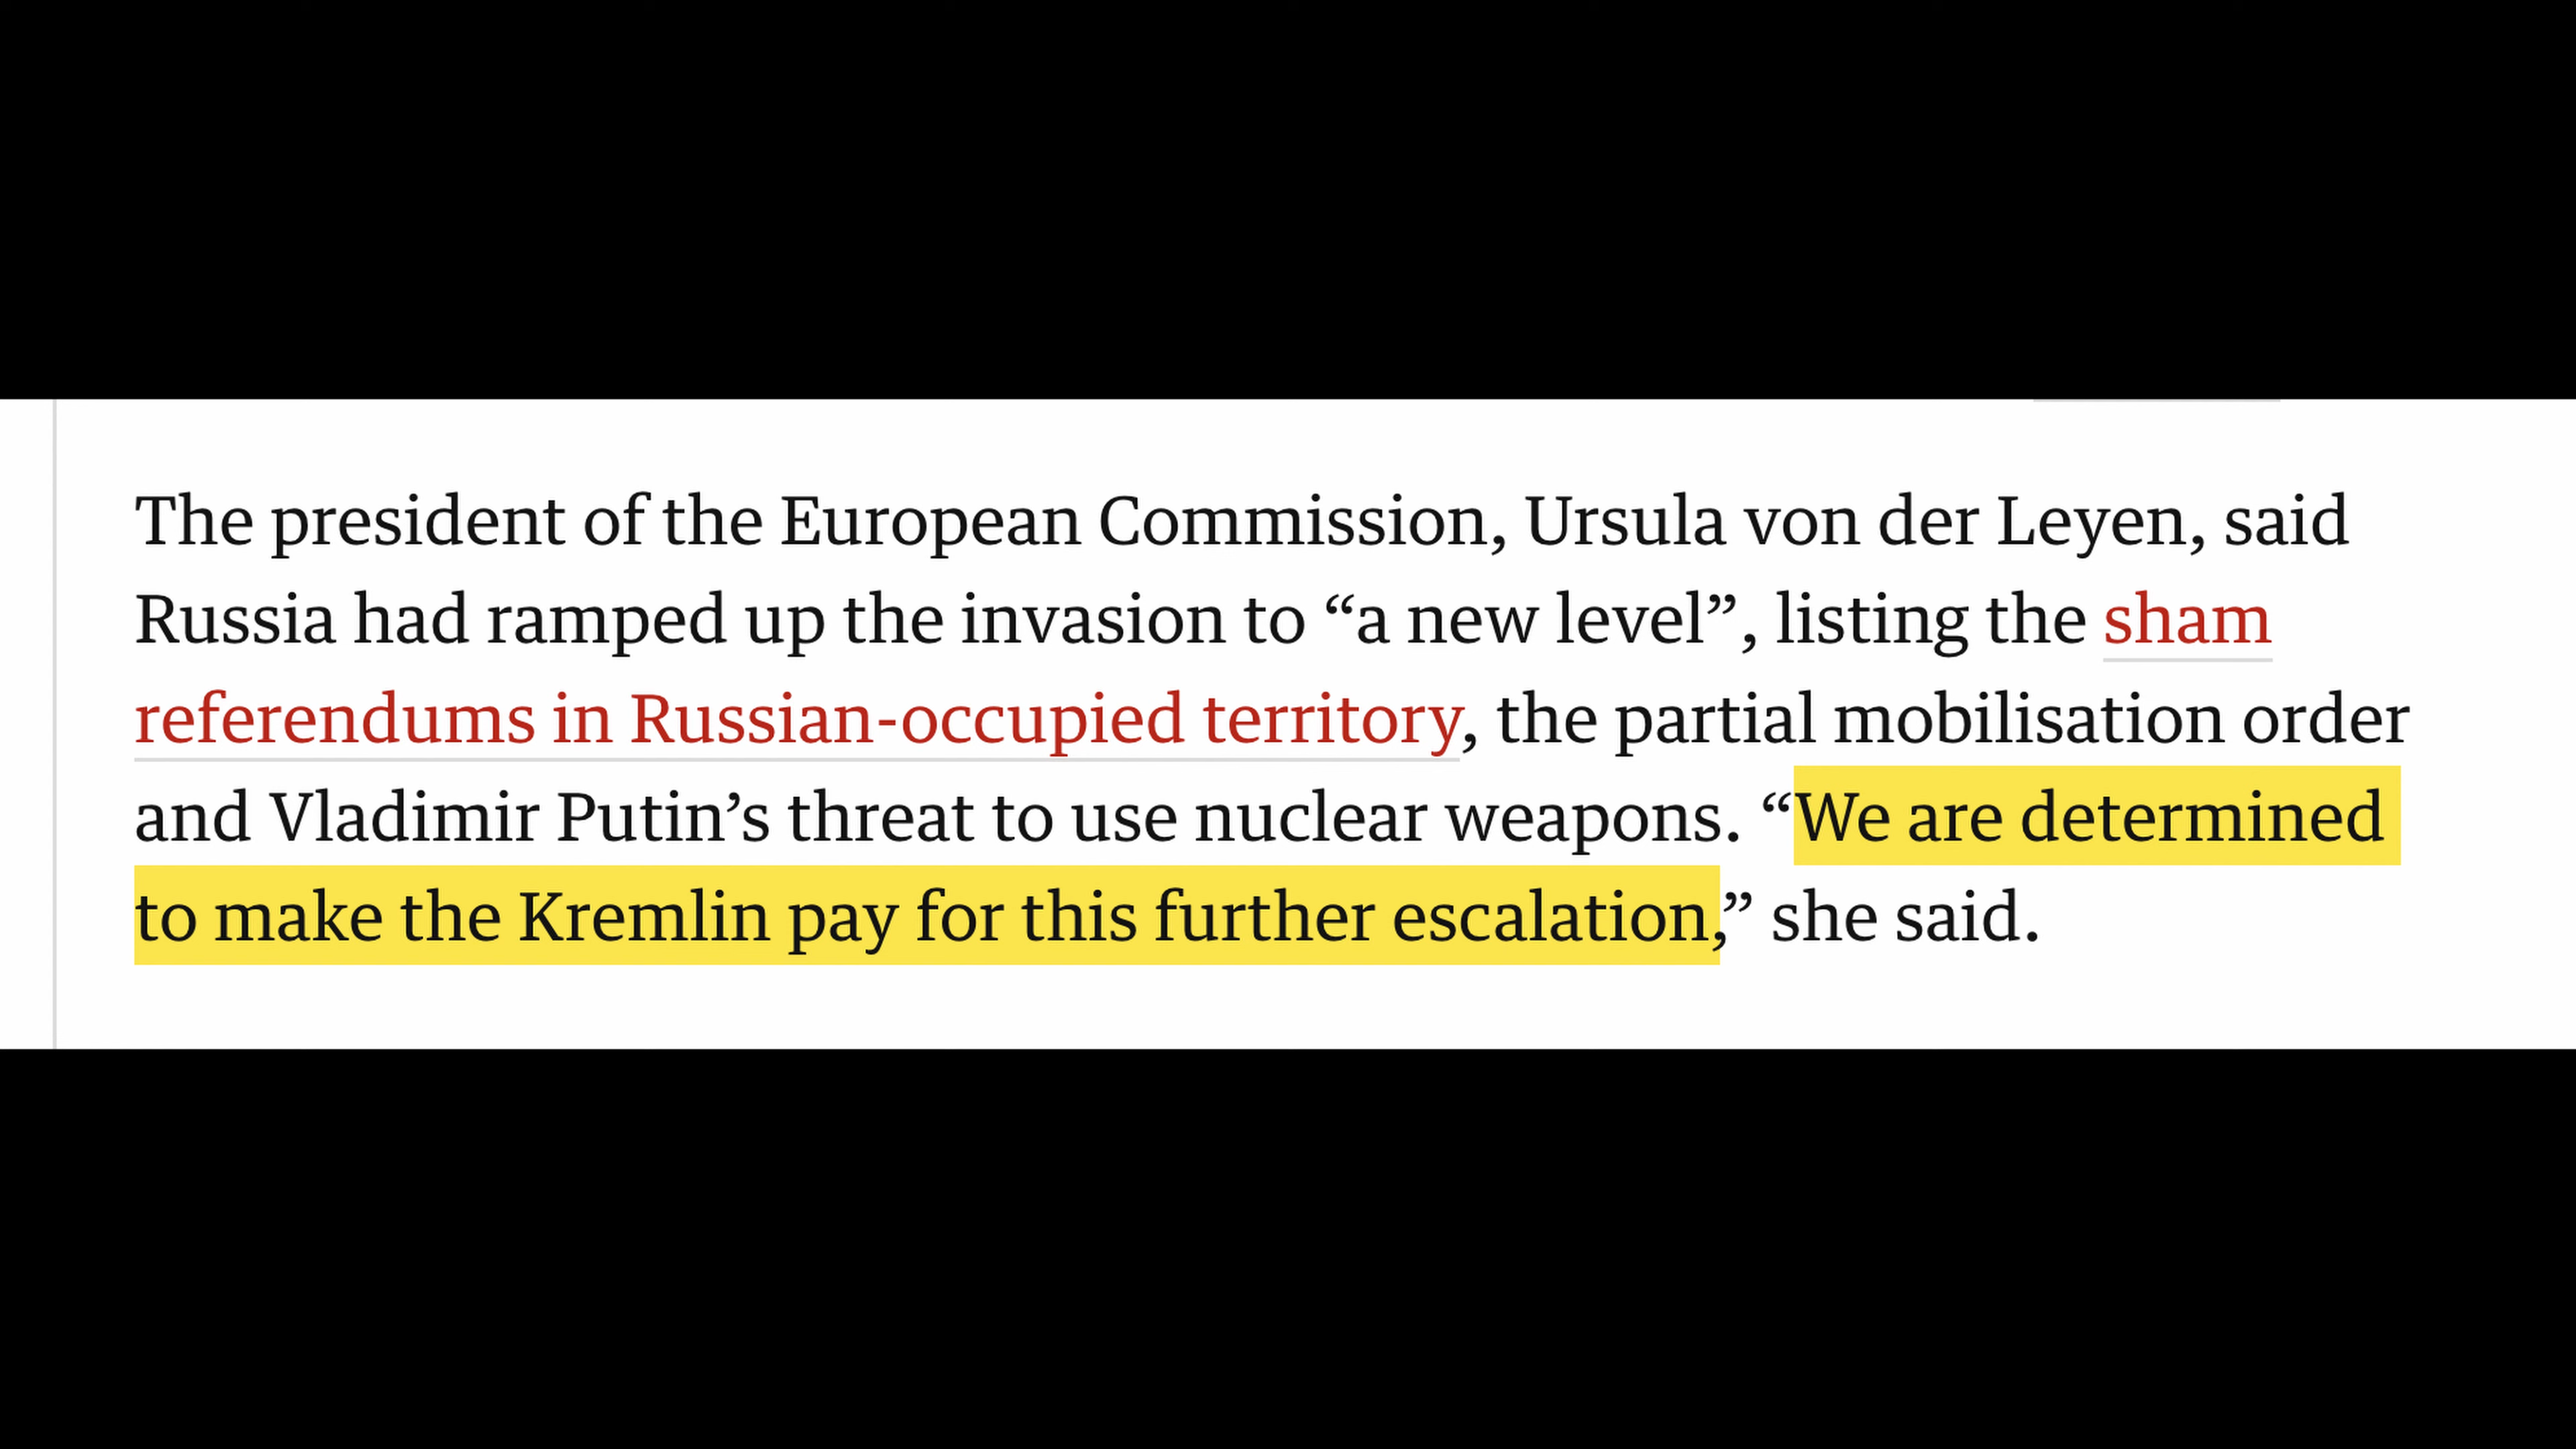 The president of the European Commission, Ursula von der Leyen, said
Russia had ramped up the invasion to “a new level”, listing the sham
referendums in Russian-occupied territory, the partial mobilisation order
and Vladimir Putin’s threat to use nuclear weapons. “We are determined
to make the Kremlin pay for this further escalation,” she said.